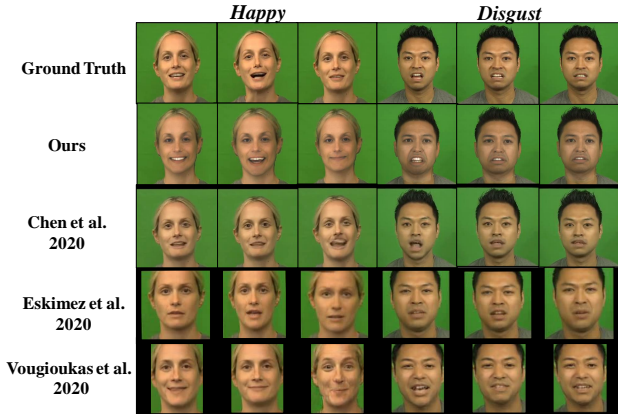 Happy Disgust
Ground Truth
Ours
Chen et al.
2020
Eskimez et al.
2020
Vougioukas et al.
2020